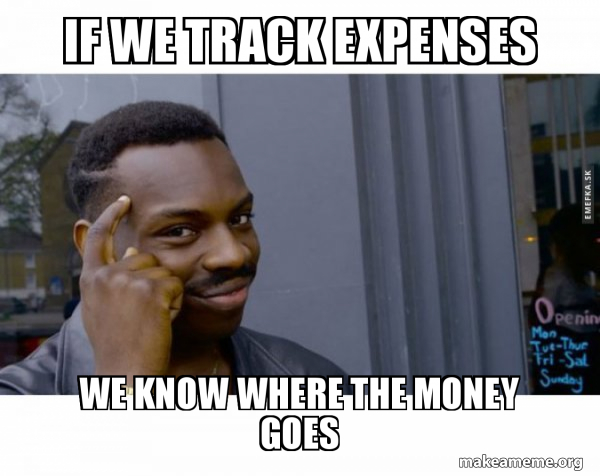 IF WE TRACK EXPENSES
EMEFKA.SK
Openin
Mon
Tue-Thur
Fri-Sat
Sunday
WE KNOW WHERE THE MONEY
GOES
makeameme.org